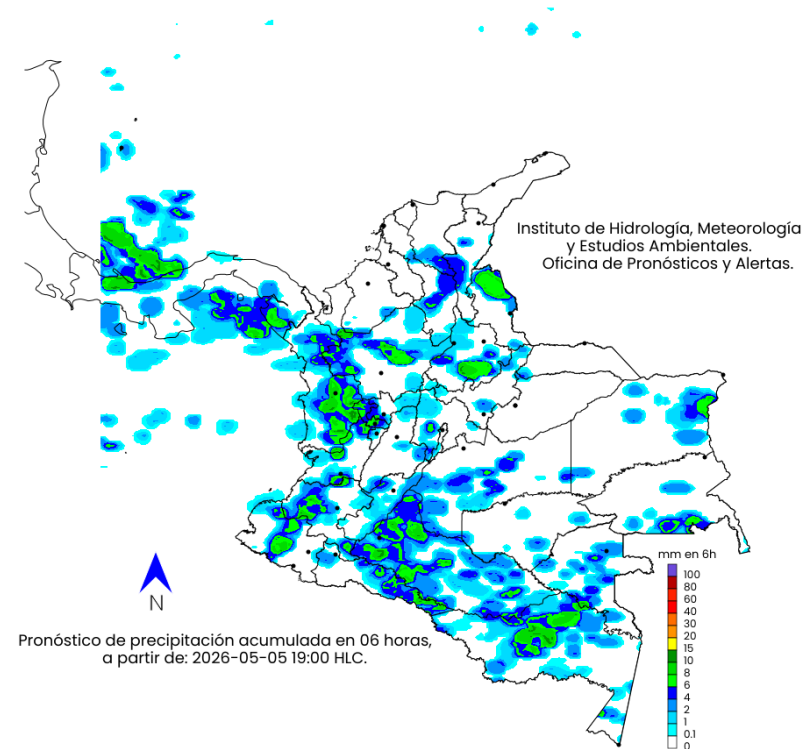 Instituto de Hidrología, Meteorología
y Estudios Ambientales.
Oficina de Pronósticos y Alertas.
mm en 6h
100
80
60
40
30
20
15
10
8
6
4
2
1
0.1
0
N
Pronóstico de precipitación acumulada en 06 horas,
a partir de: 2026-05-05 19:00 HLC.